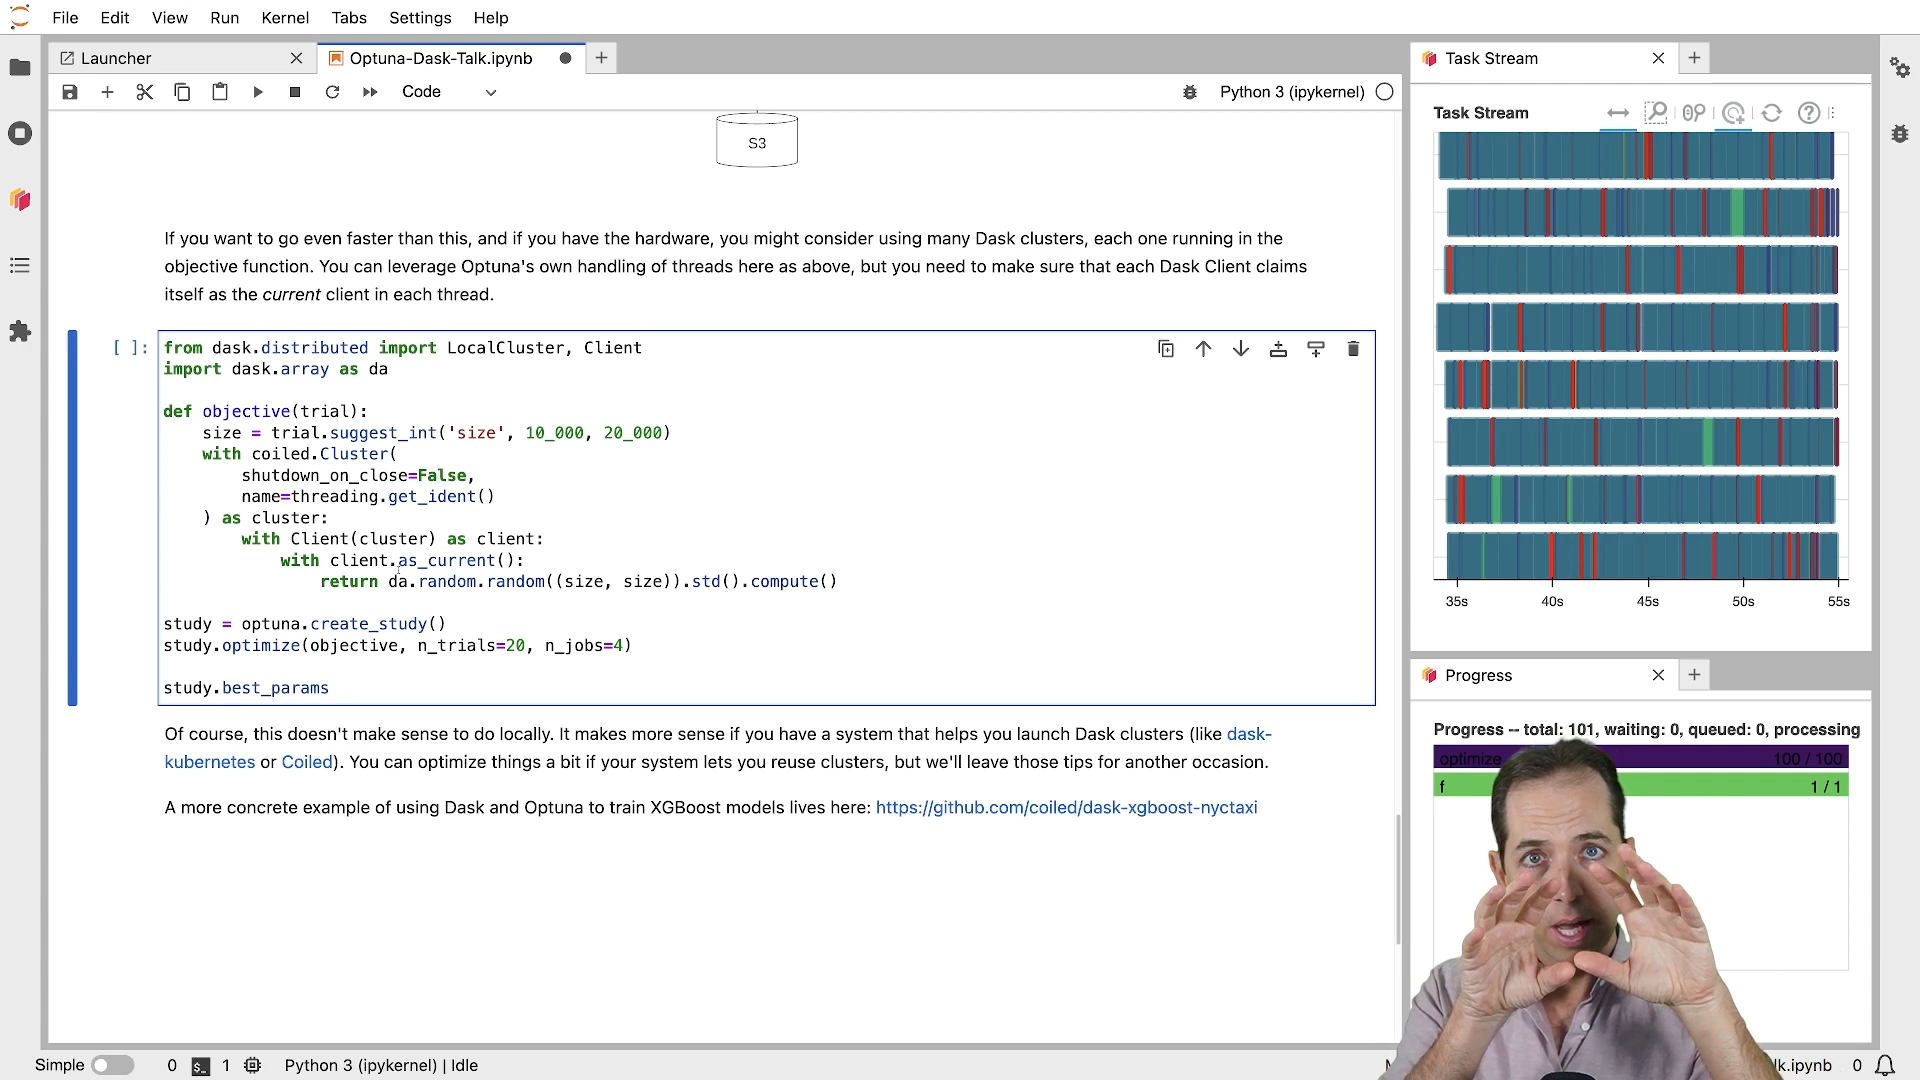 File Edit View Run Kernel Tabs Settings Help
Launcher
Optuna-Dask-Talk.ipynb
Code
Python 3 (ipykernel)
S3
If you want to go even faster than this, and if you have the hardware, you might consider using many Dask clusters, each one running in the
objective function. You can leverage Optuna's own handling of threads here as above, but you need to make sure that each Dask Client claims
itself as the current client in each thread.
[ ]:
from dask.distributed import LocalCluster, Client
import dask.array as da
def objective(trial):
size = trial.suggest_int('size', 10_000, 20_000)
with coiled.Cluster(
shutdown_on_close=False,
name=threading.get_ident()
) as cluster:
with Client(cluster) as client:
with client.as_current():
return da.random.random((size, size)).std().compute()
study = optuna.create_study()
study.optimize(objective, n_trials=20, n_jobs=4)
study.best_params
Of course, this doesn't make sense to do locally. It makes more sense if you have a system that helps you launch Dask clusters (like dask-
kubernetes or Coiled). You can optimize things a bit if your system lets you reuse clusters, but we'll leave those tips for another occasion.
A more concrete example of using Dask and Optuna to train XGBoost models lives here: https://github.com/coiled/dask-xgboost-nyctaxi
Task Stream
Task Stream
35s 40s 45s 50s 55s
Progress
Progress -- total: 101, waiting: 0, queued: 0, processing
optimize 100 / 100
f 1 / 1
Simple 0 $_ 1 Python 3 (ipykernel) | Idle
lk.ipynb 0